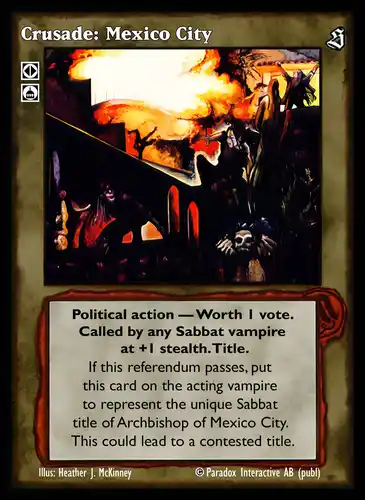 Crusade: Mexico City
Political action — Worth 1 vote.
Called by any Sabbat vampire
at +1 stealth. Title.
If this referendum passes, put
this card on the acting vampire
to represent the unique Sabbat
title of Archbishop of Mexico City.
This could lead to a contested title.
Illus: Heather J. McKinney © Paradox Interactive AB (publ)